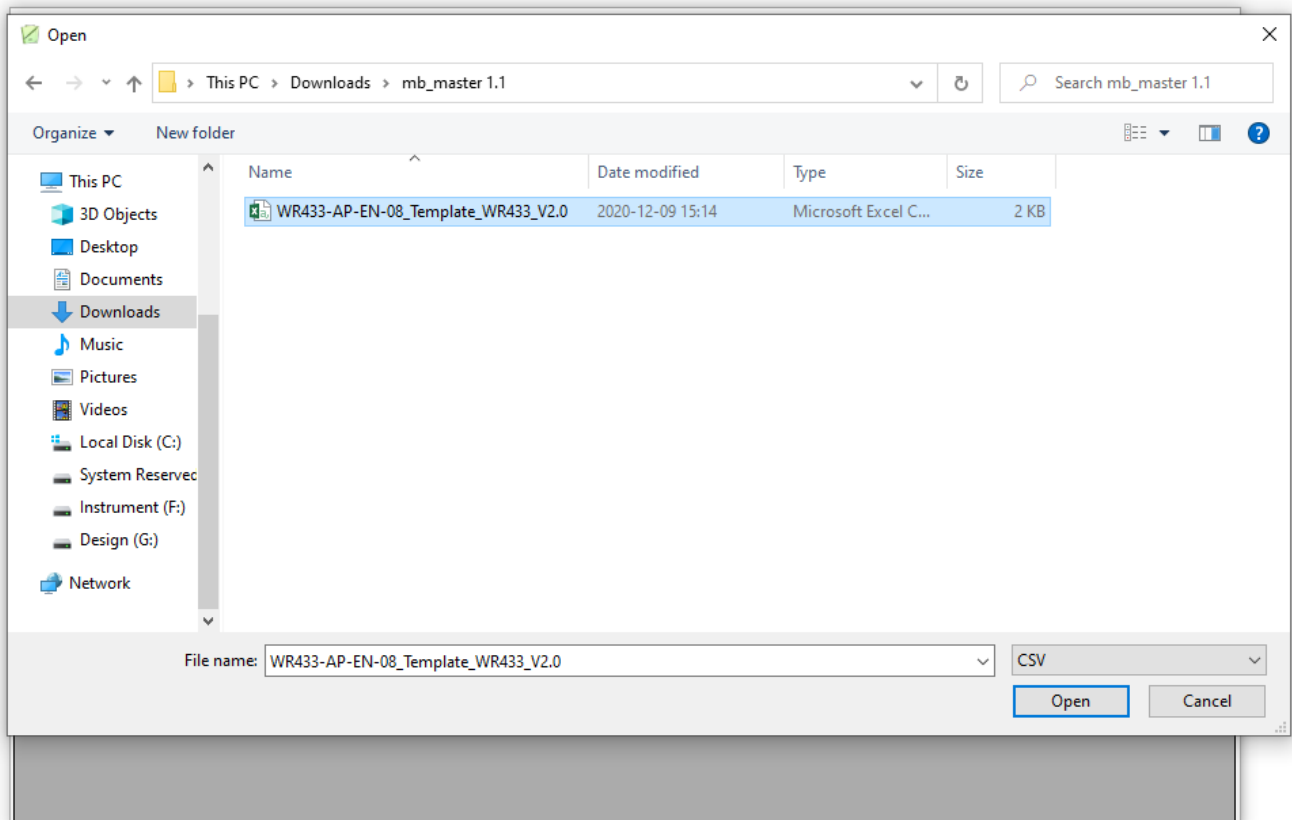 Open
This PC > Downloads > mb_master 1.1
Search mb_master 1.1
Organize
New folder
?
Name
Date modified
Type
Size
WR433-AP-EN-08_Template_WR433_V2.0
2020-12-09 15:14
Microsoft Excel C...
2 KB
This PC
3D Objects
Desktop
Documents
Downloads
Music
Pictures
Videos
Local Disk (C:)
System Reserved
Instrument (F:)
Design (G:)
Network
File name:
WR433-AP-EN-08_Template_WR433_V2.0
CSV
Open
Cancel